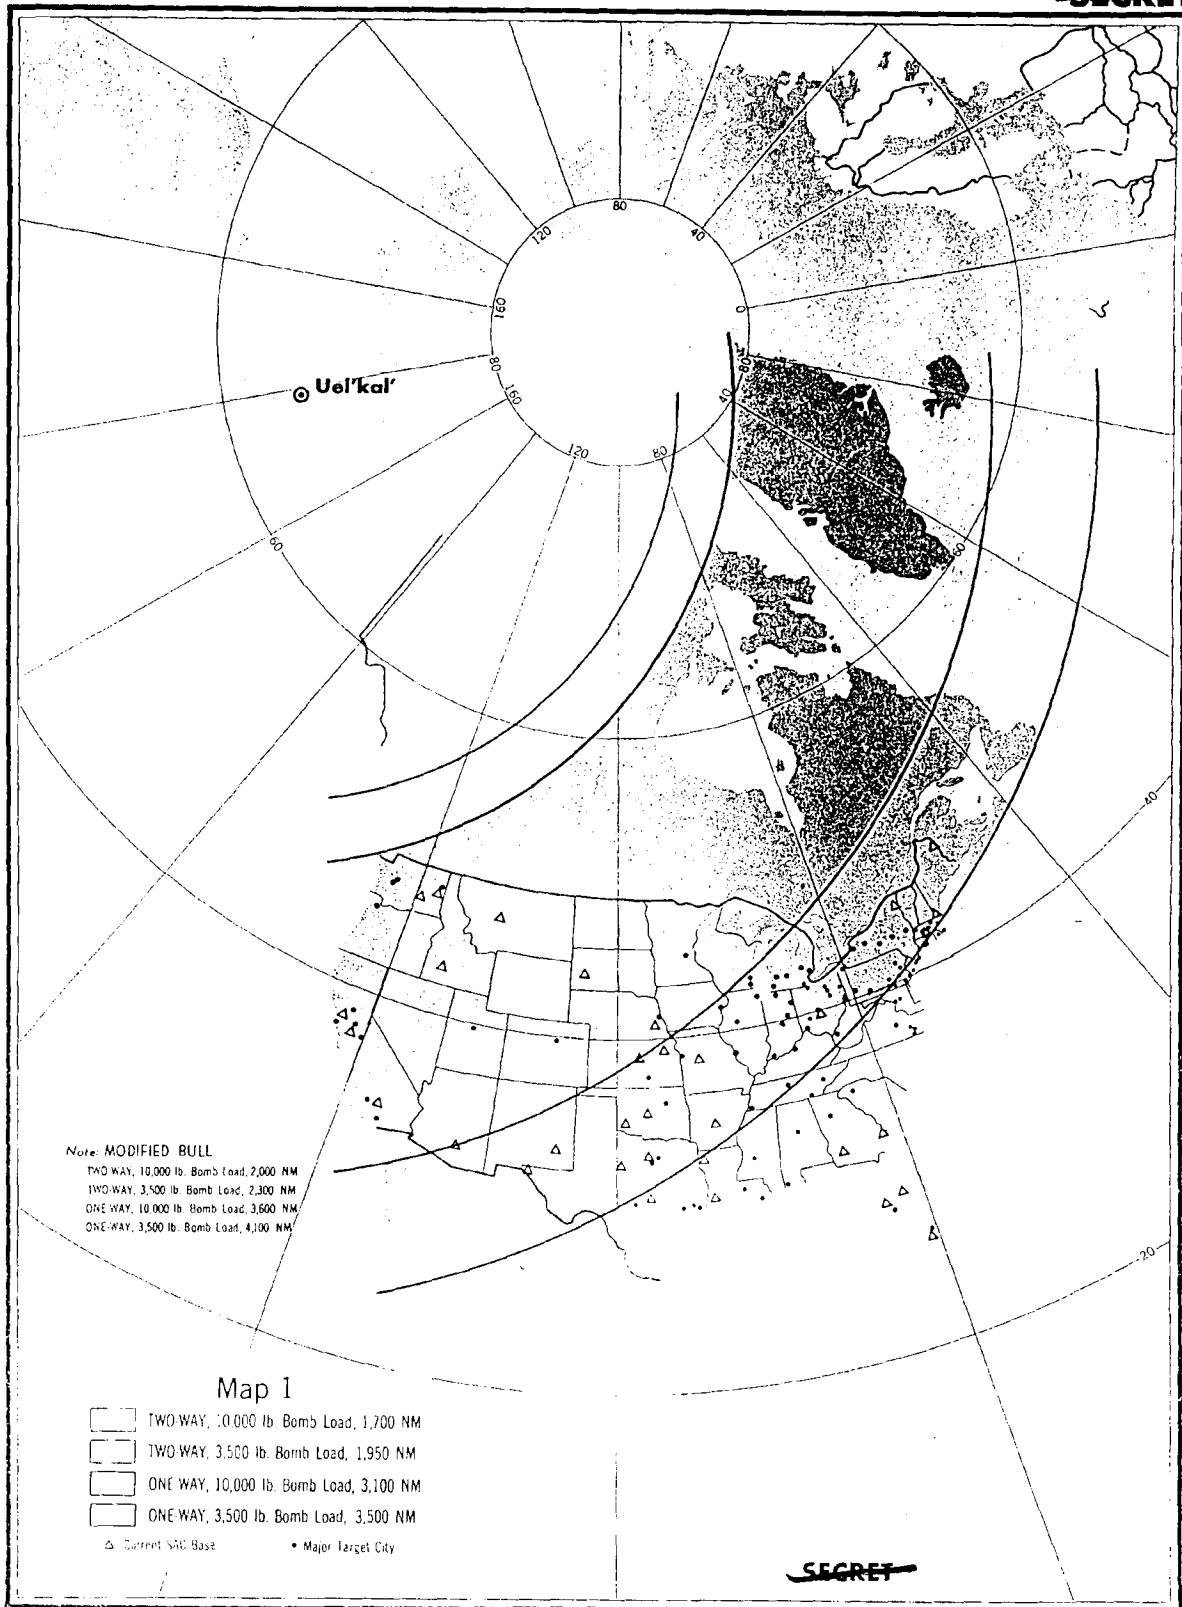 SECRET
80
120
40
160
0
80
160
80
40
Uel'kal'
120
80
60
60
40
Note: MODIFIED BULL
TWO WAY, 10,000 lb. Bomb Load, 2,000 NM
TWO-WAY, 3,500 lb. Bomb Load, 2,300 NM
ONE WAY, 10,000 lb. Bomb Load, 3,600 NM
ONE-WAY, 3,500 lb. Bomb Load, 4,100 NM
20
Map 1
TWO-WAY, 10,000 lb. Bomb Load, 1,700 NM
TWO-WAY, 3,500 lb. Bomb Load, 1,950 NM
ONE WAY, 10,000 lb. Bomb Load, 3,100 NM
ONE-WAY, 3,500 lb. Bomb Load, 3,500 NM
Current SAC Base
Major Target City
SECRET